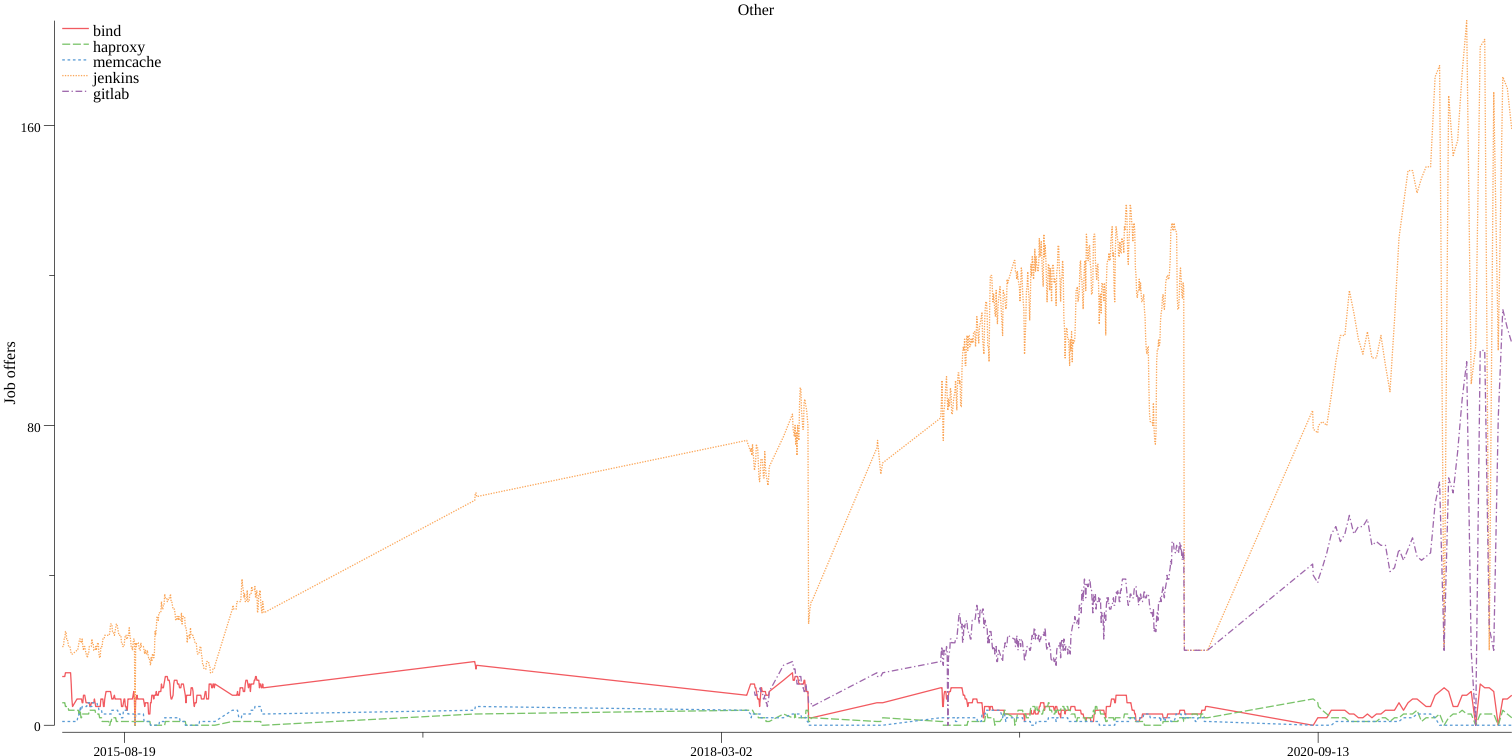 Other
bind
haproxy
memcache
jenkins
gitlab
160
Job offers
80
0
2015-08-19
2018-03-02
2020-09-13